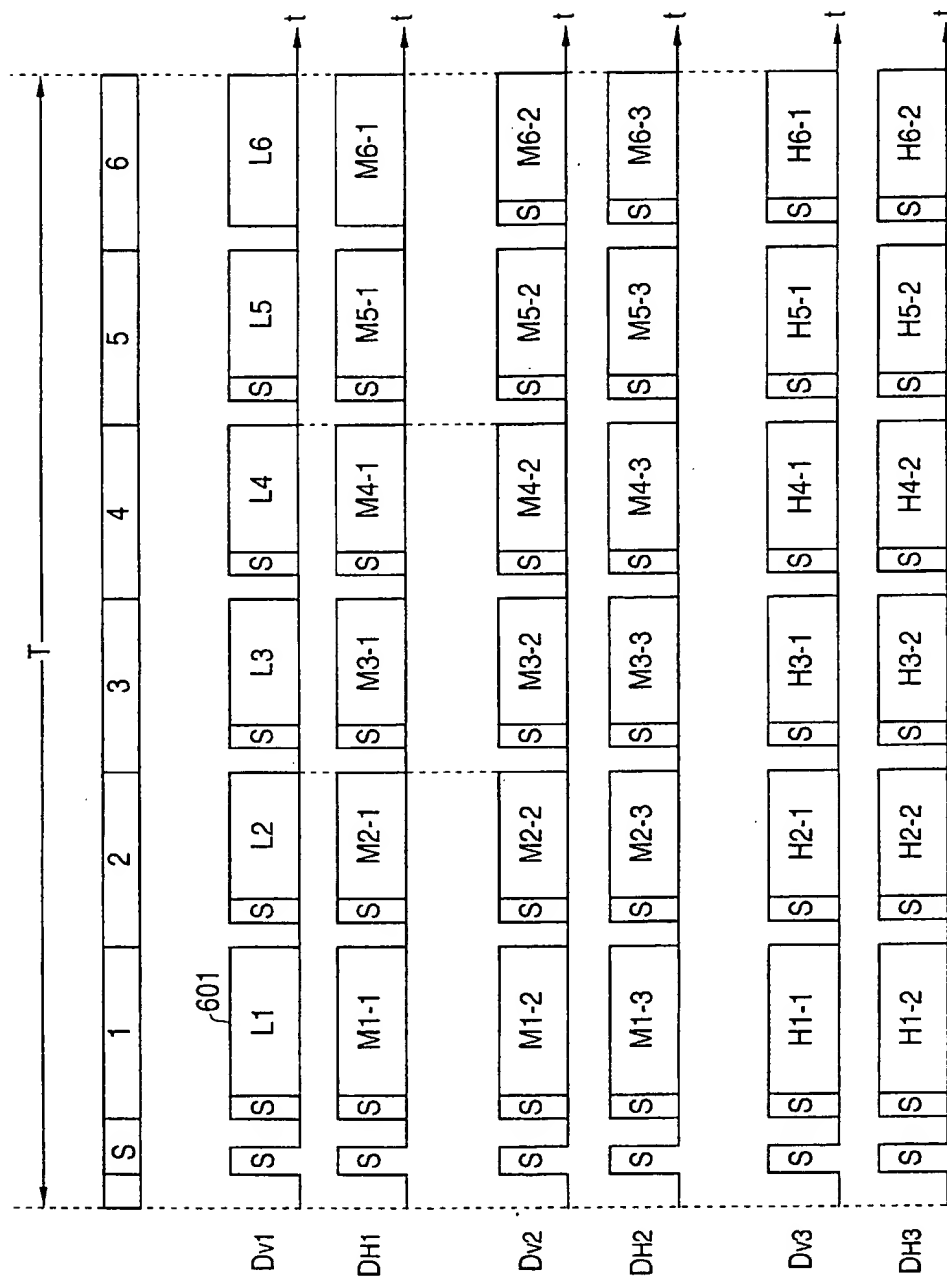 T
S 1 2 3 4 5 6
601
Dv1 S S L1 S L2 S L3 S L4 S L5 L6 t
DH1 S S M1-1 S M2-1 S M3-1 S M4-1 S M5-1 M6-1 t
Dv2 S S M1-2 S M2-2 S M3-2 S M4-2 S M5-2 S M6-2 t
DH2 S S M1-3 S M2-3 S M3-3 S M4-3 S M5-3 S M6-3 t
Dv3 S S H1-1 S H2-1 S H3-1 S H4-1 S H5-1 S H6-1 t
DH3 S S H1-2 S H2-2 S H3-2 S H4-2 S H5-2 S H6-2 t